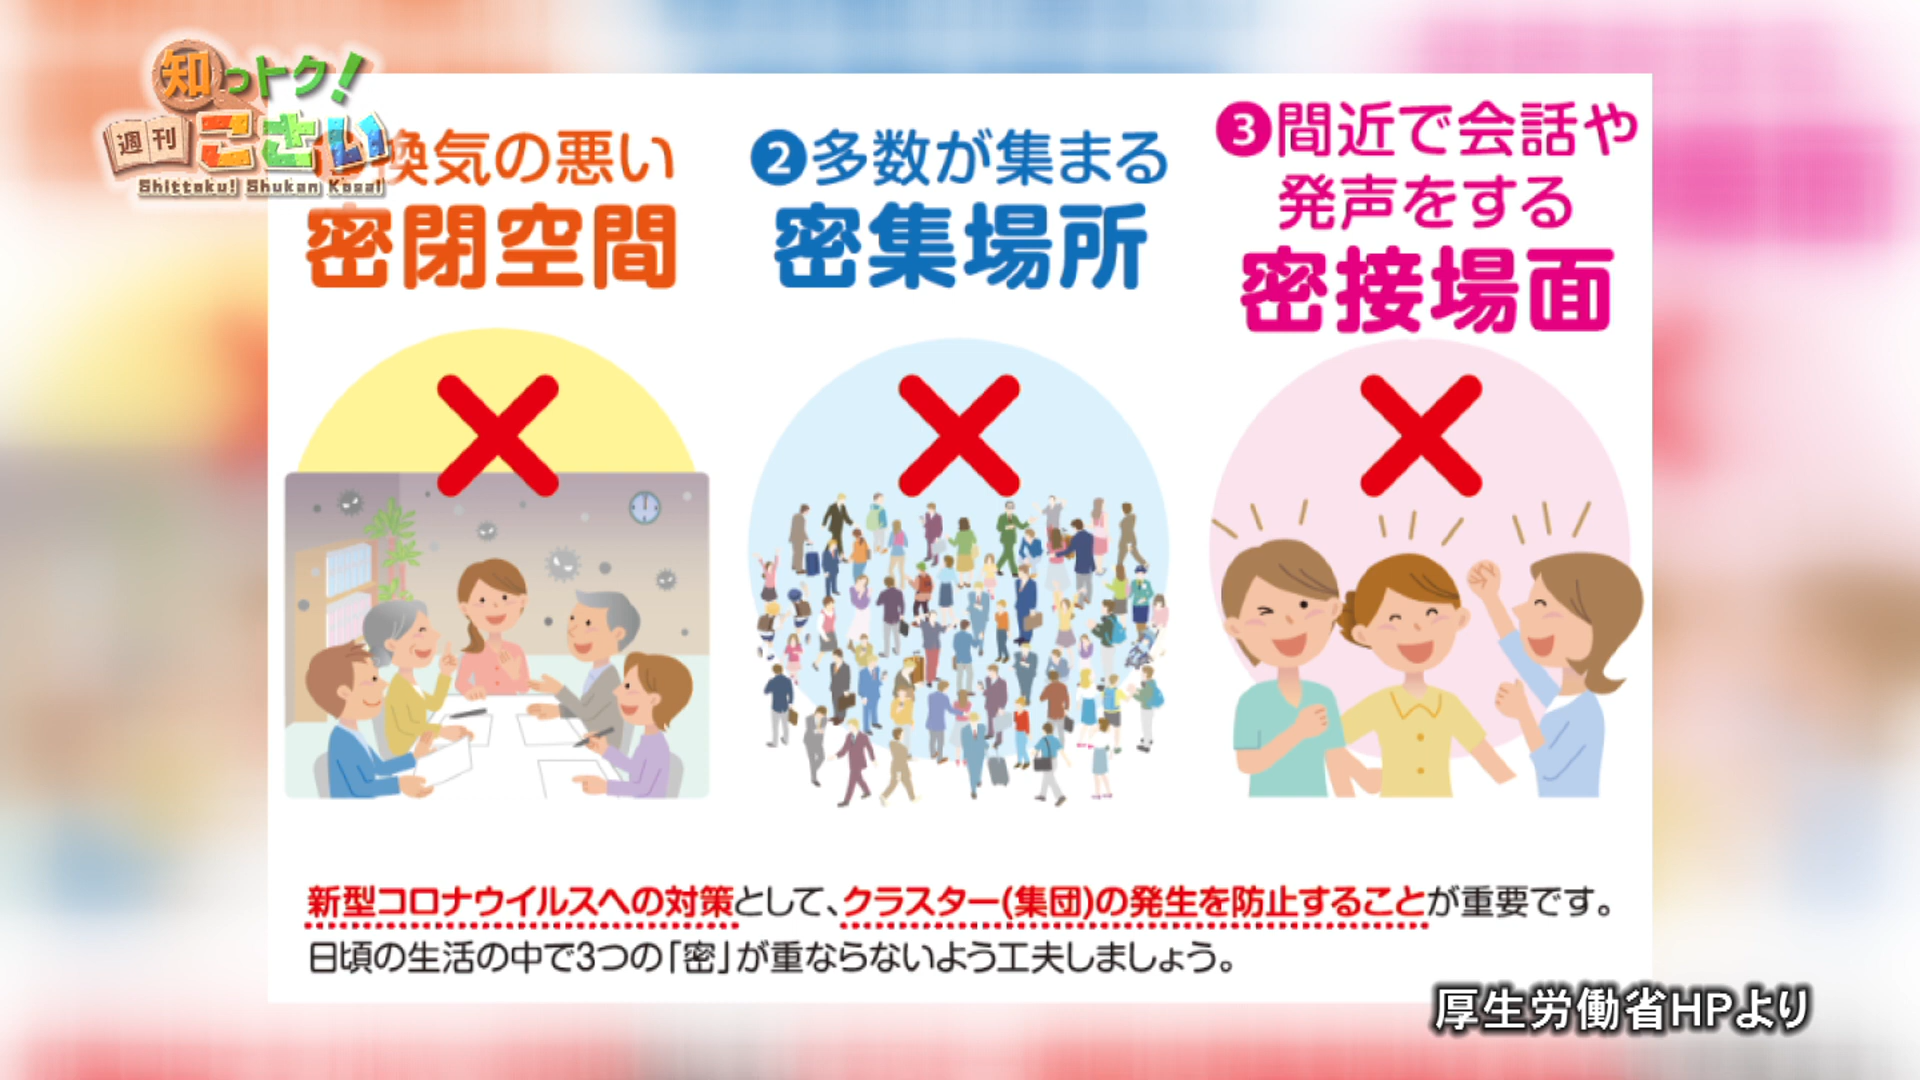 知っトク!
週刊 こさい
Shittoku! Shukan Kosai
換気の悪い
密閉空間
❷多数が集まる
密集場所
❸間近で会話や
発声をする
密接場面
新型コロナウイルスへの対策として、クラスター(集団)の発生を防止することが重要です。
日頃の生活の中で3つの「密」が重ならないよう工夫しましょう。
厚生労働省HPより